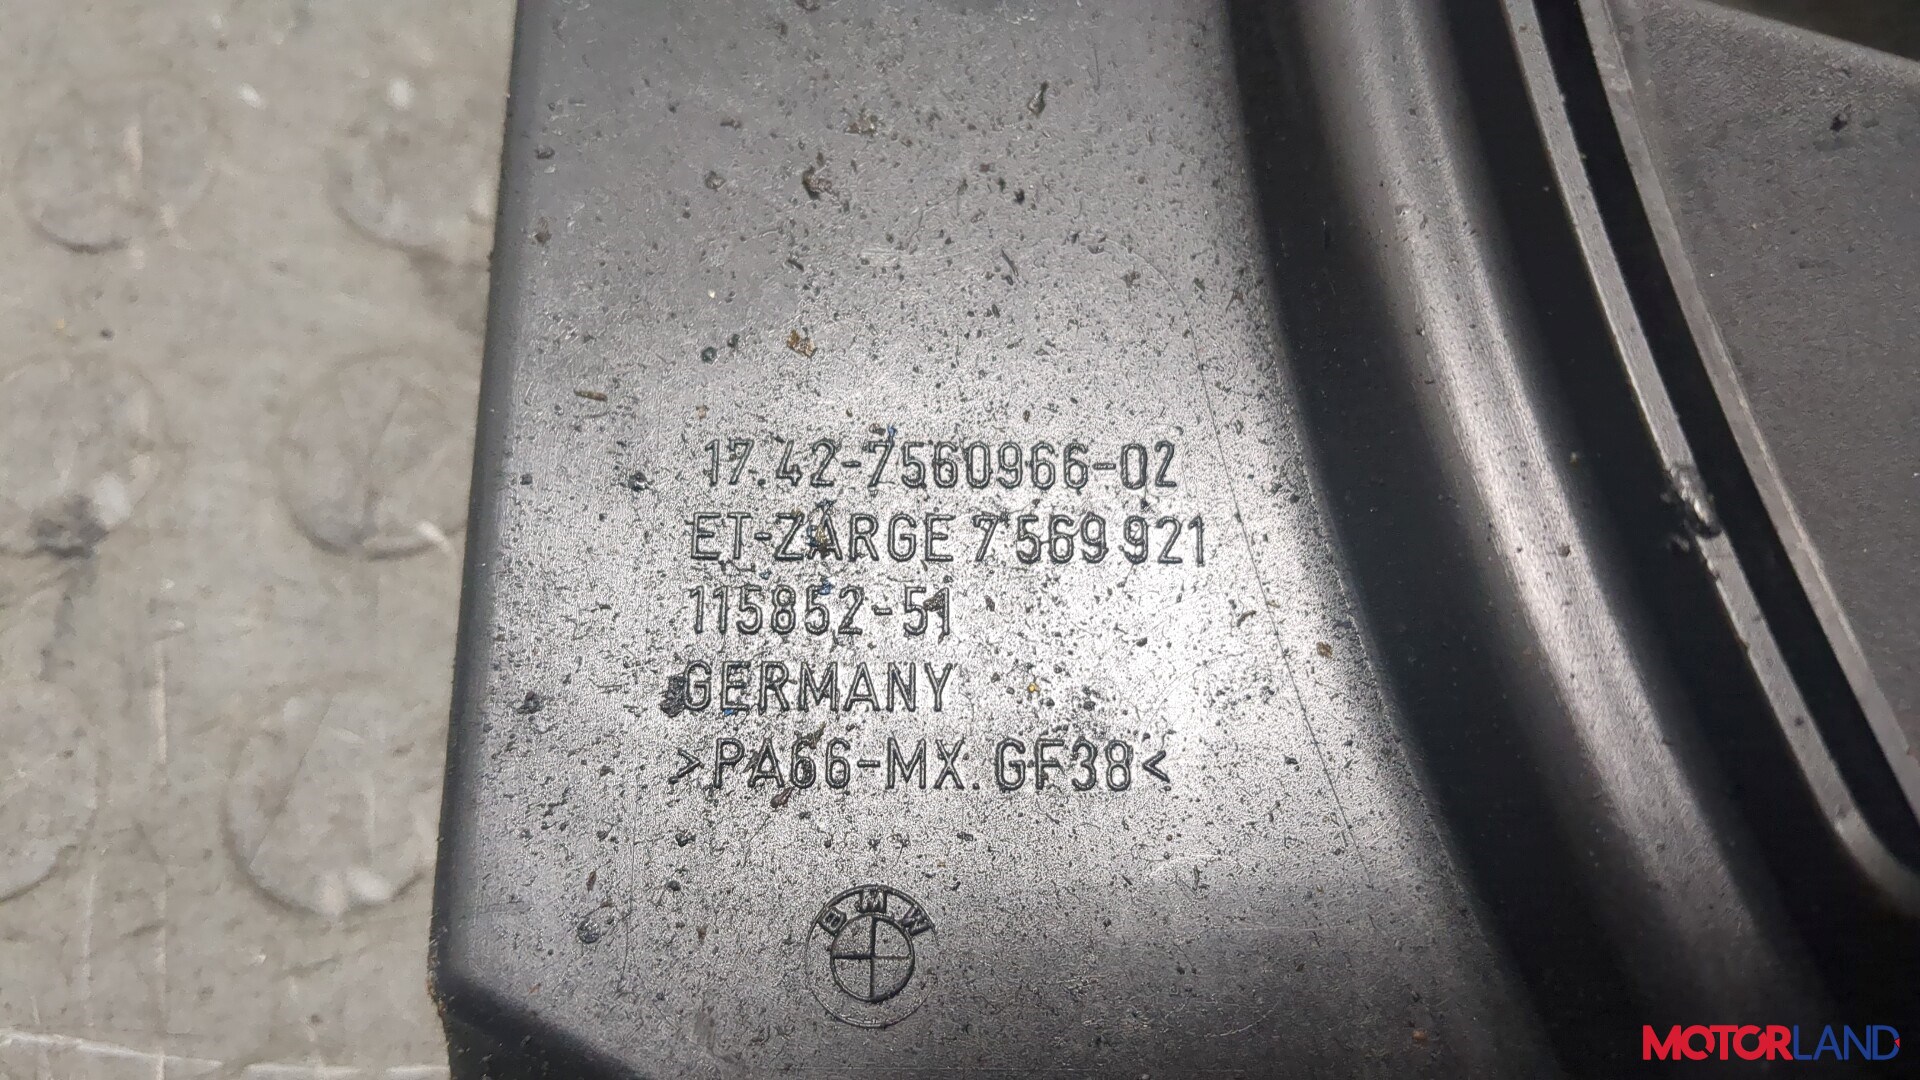 17.42-7560966-02
ET-ZARGE 7 569 921
115852-51
GERMANY
>PA66-MX.GF38<
BMW
MOTORLAND